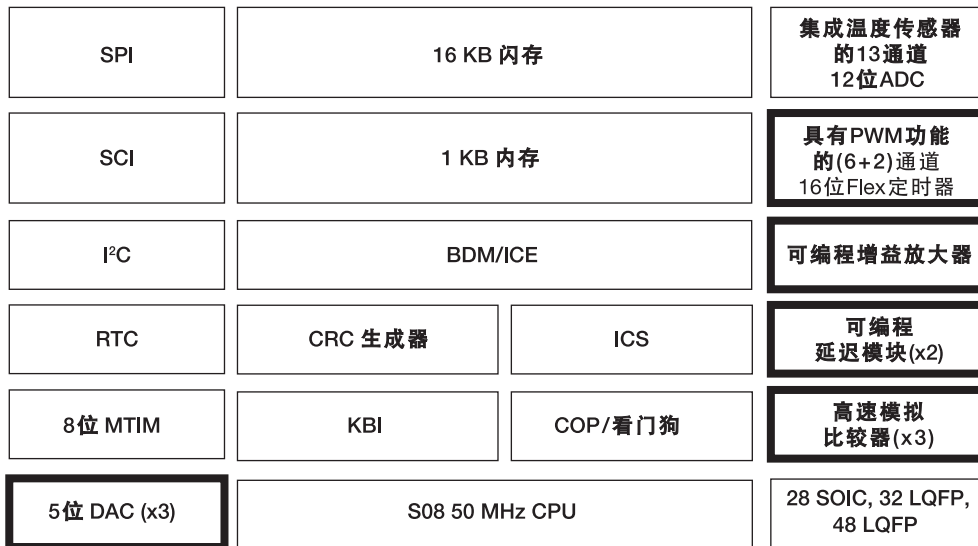 SPI
16 KB 闪存
集成温度传感器
的13通道
12位ADC
SCI
1 KB 内存
具有PWM功能
的(6+2)通道
16位Flex定时器
I²C
BDM/ICE
可编程增益放大器
RTC
CRC 生成器
ICS
可编程
延迟模块(x2)
8位 MTIM
KBI
COP/看门狗
高速模拟
比较器(x3)
5位 DAC (x3)
S08 50 MHz CPU
28 SOIC, 32 LQFP,
48 LQFP